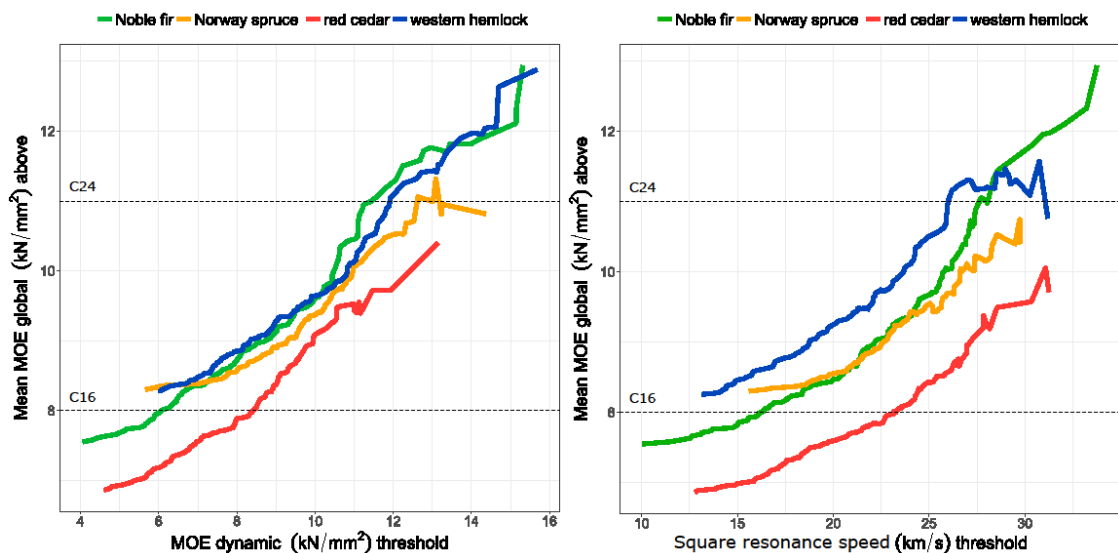 Noble fir Norway spruce red cedar western hemlock
Mean MOE global (kN/mm²) above
12
10
8
C24
C16
4 6 8 10 12 14 16
MOE dynamic (kN/mm²) threshold
Noble fir Norway spruce red cedar western hemlock
Mean MOE global (kN/mm²) above
12
10
8
C24
C16
10 15 20 25 30
Square resonance speed (km/s) threshold